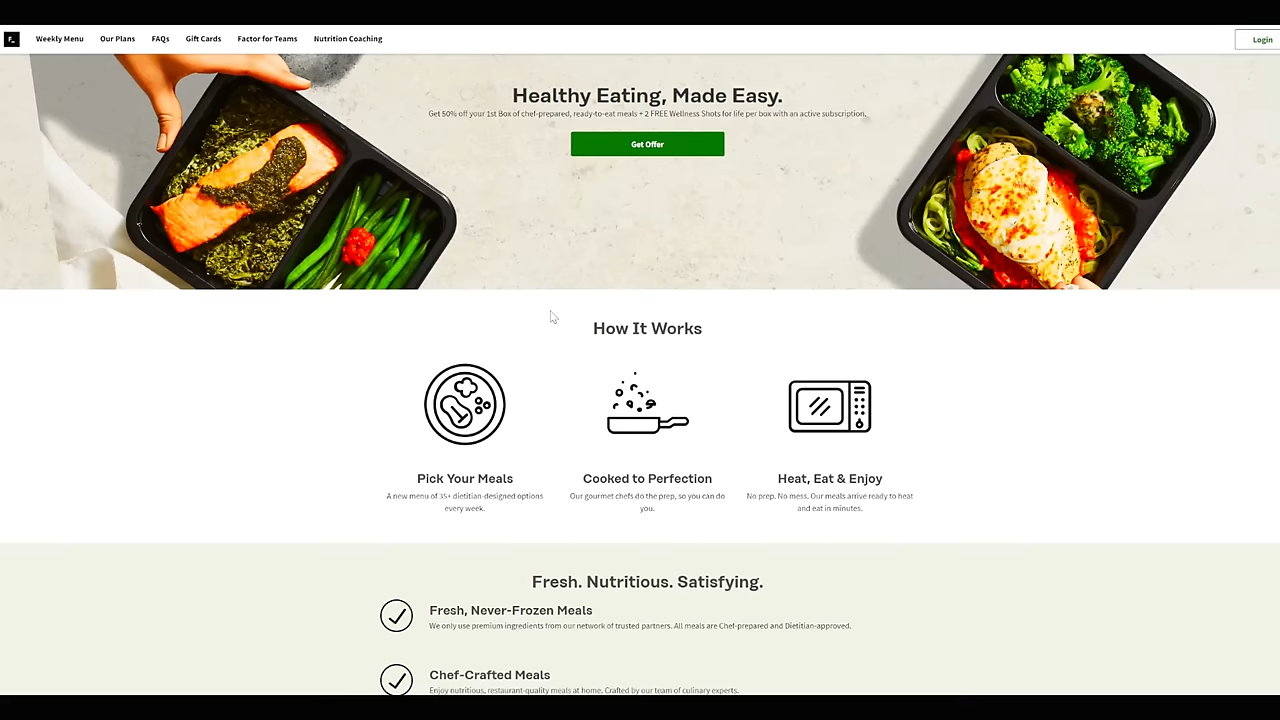 F_
Weekly Menu Our Plans FAQs Gift Cards Factor for Teams Nutrition Coaching Login
Healthy Eating, Made Easy.
Get 50% off your 1st Box of chef-prepared, ready-to-eat meals + 2 FREE Wellness Shots for life per box with an active subscription.
Get Offer
How It Works
Pick Your Meals
A new menu of 35+ dietitian-designed options
every week.
Cooked to Perfection
Our gourmet chefs do the prep, so you can do
you.
Heat, Eat & Enjoy
No prep. No mess. Our meals arrive ready to heat
and eat in minutes.
Fresh. Nutritious. Satisfying.
Fresh, Never-Frozen Meals
We only use premium ingredients from our network of trusted partners. All meals are Chef-prepared and Dietitian-approved.
Chef-Crafted Meals
Enjoy nutritious, restaurant-quality meals at home. Crafted by our team of culinary experts.